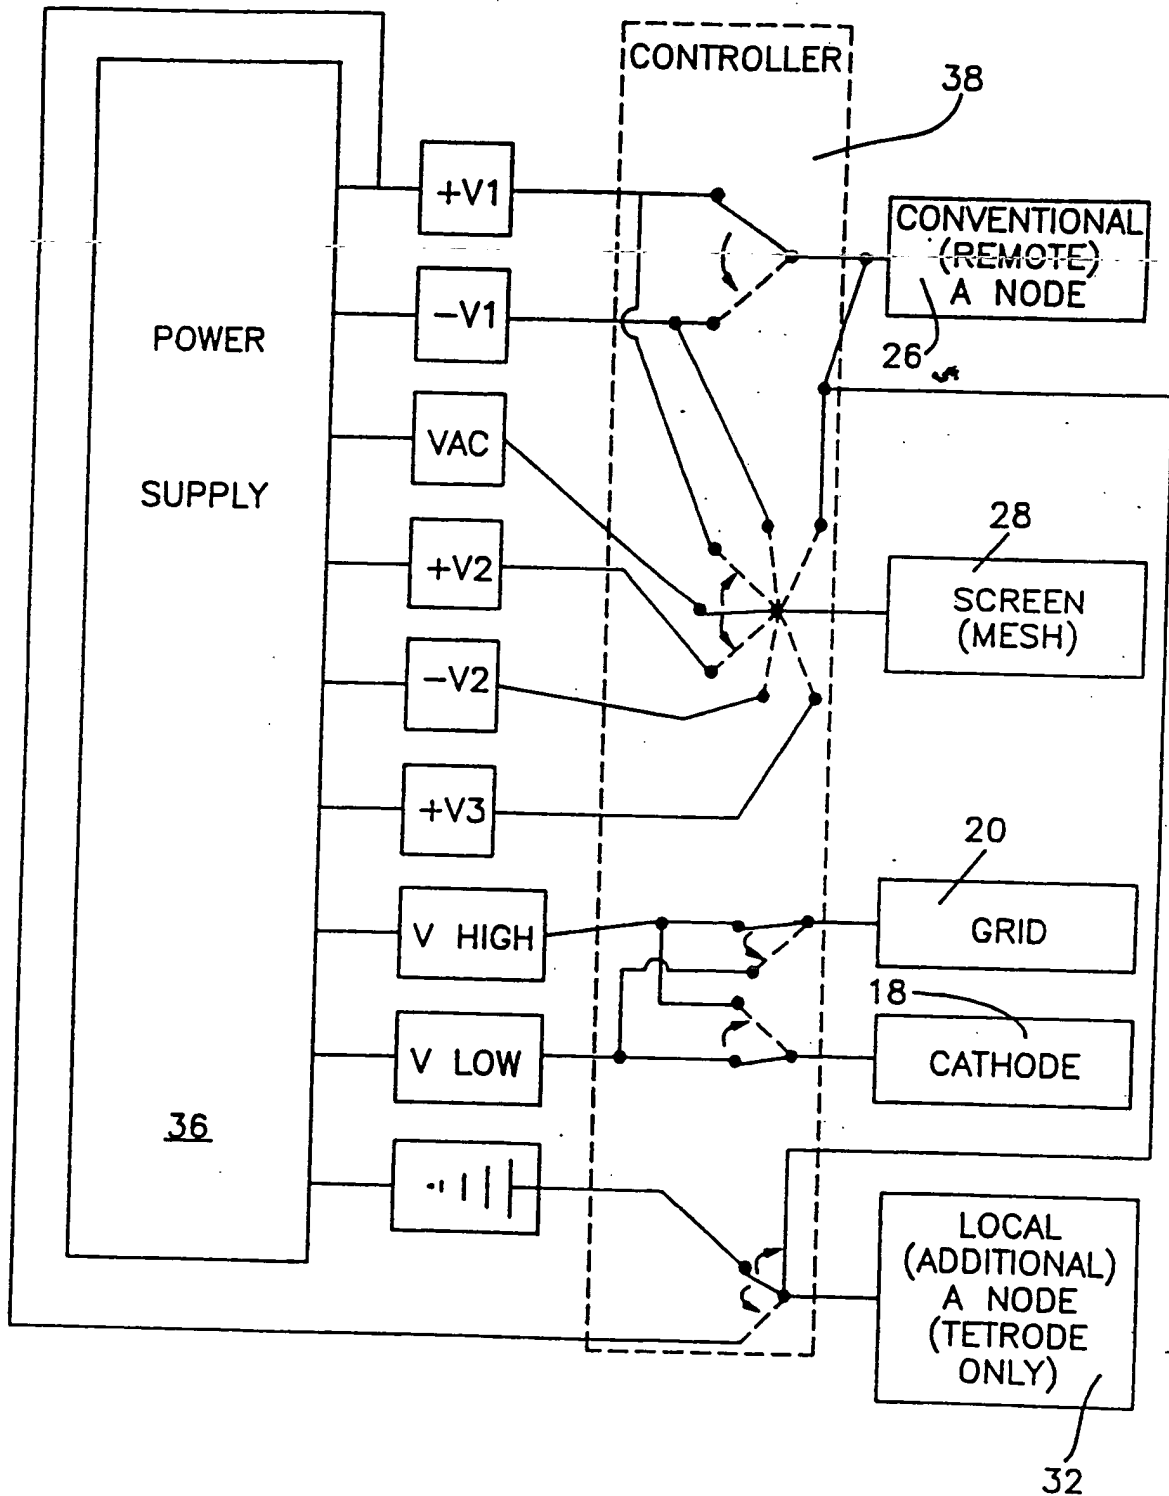 CONTROLLER
38
+V1
CONVENTIONAL
(REMOTE)
A NODE
-V1
POWER
26
VAC
SUPPLY
28
+V2
SCREEN
(MESH)
-V2
+V3
20
V HIGH
GRID
18
V LOW
CATHODE
36
LOCAL
(ADDITIONAL)
A NODE
(TETRODE
ONLY)
32